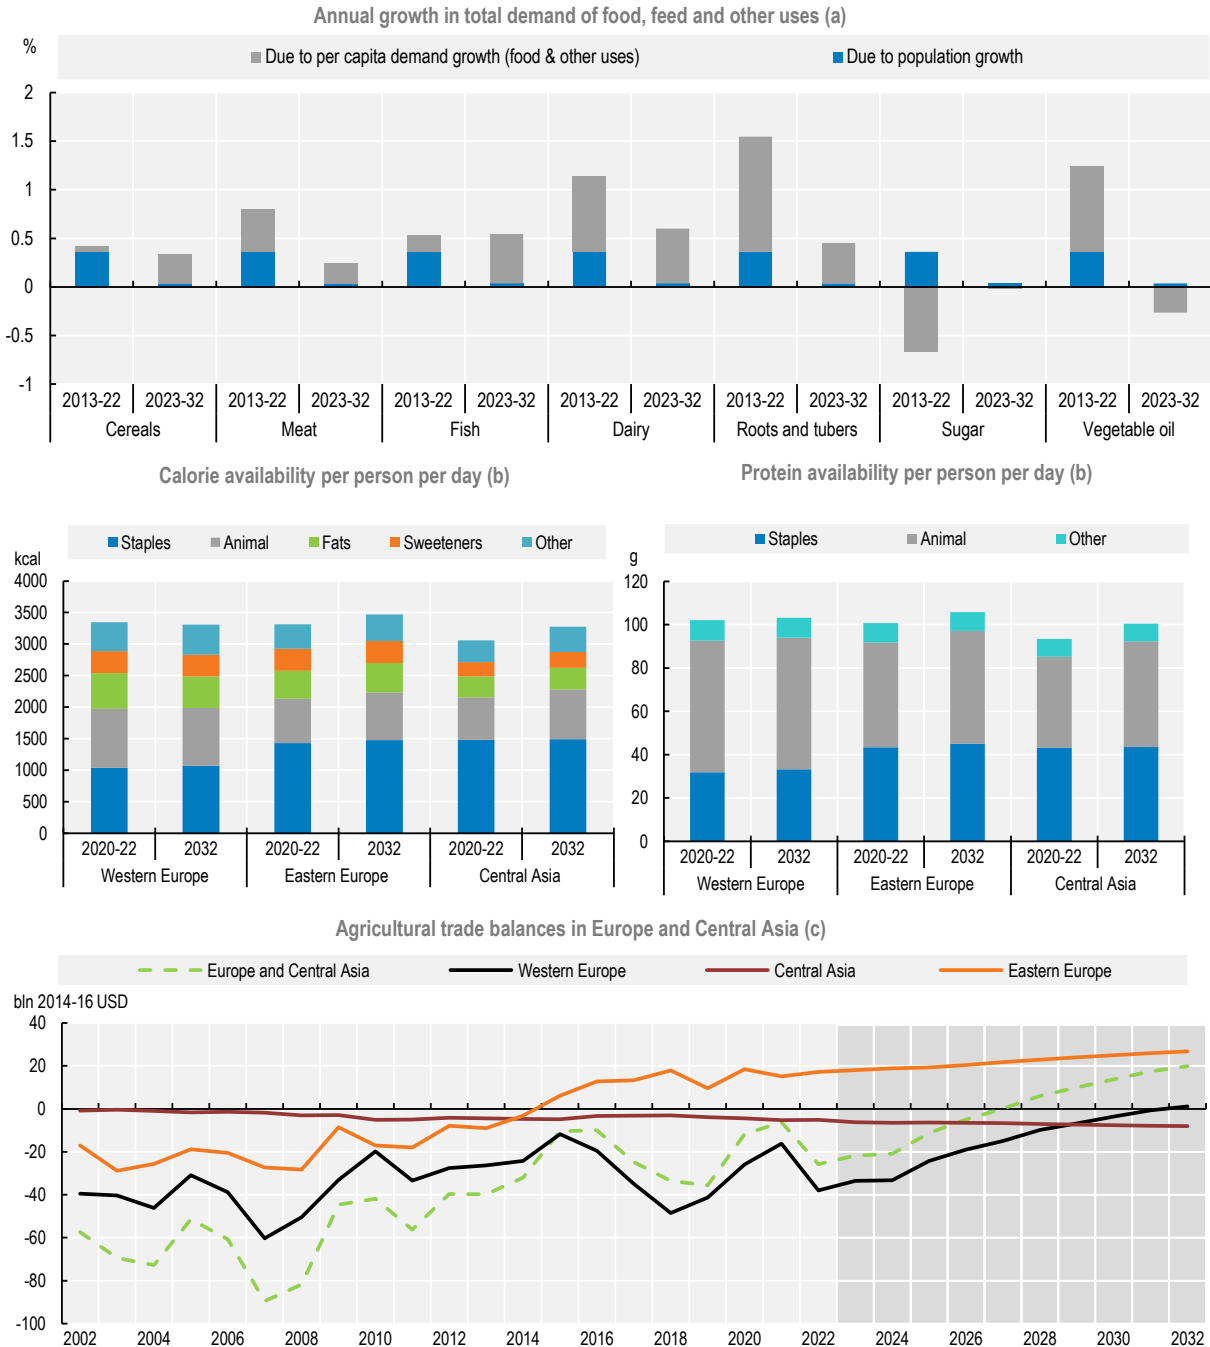 Annual growth in total demand of food, feed and other uses (a)
%
Due to per capita demand growth (food & other uses)
Due to population growth
2
1.5
1
0.5
0
-0.5
-1
2013-22 2023-32 2013-22 2023-32 2013-22 2023-32 2013-22 2023-32 2013-22 2023-32 2013-22 2023-32 2013-22 2023-32
Cereals Meat Fish Dairy Roots and tubers Sugar Vegetable oil
Calorie availability per person per day (b)
Staples Animal Fats Sweeteners Other
kcal
4000
3500
3000
2500
2000
1500
1000
500
0
2020-22 2032 2020-22 2032 2020-22 2032
Western Europe Eastern Europe Central Asia
Protein availability per person per day (b)
Staples Animal Other
g
120
100
80
60
40
20
0
2020-22 2032 2020-22 2032 2020-22 2032
Western Europe Eastern Europe Central Asia
Agricultural trade balances in Europe and Central Asia (c)
Europe and Central Asia Western Europe Central Asia Eastern Europe
bln 2014-16 USD
40
20
0
-20
-40
-60
-80
-100
2002 2004 2006 2008 2010 2012 2014 2016 2018 2020 2022 2024 2026 2028 2030 2032